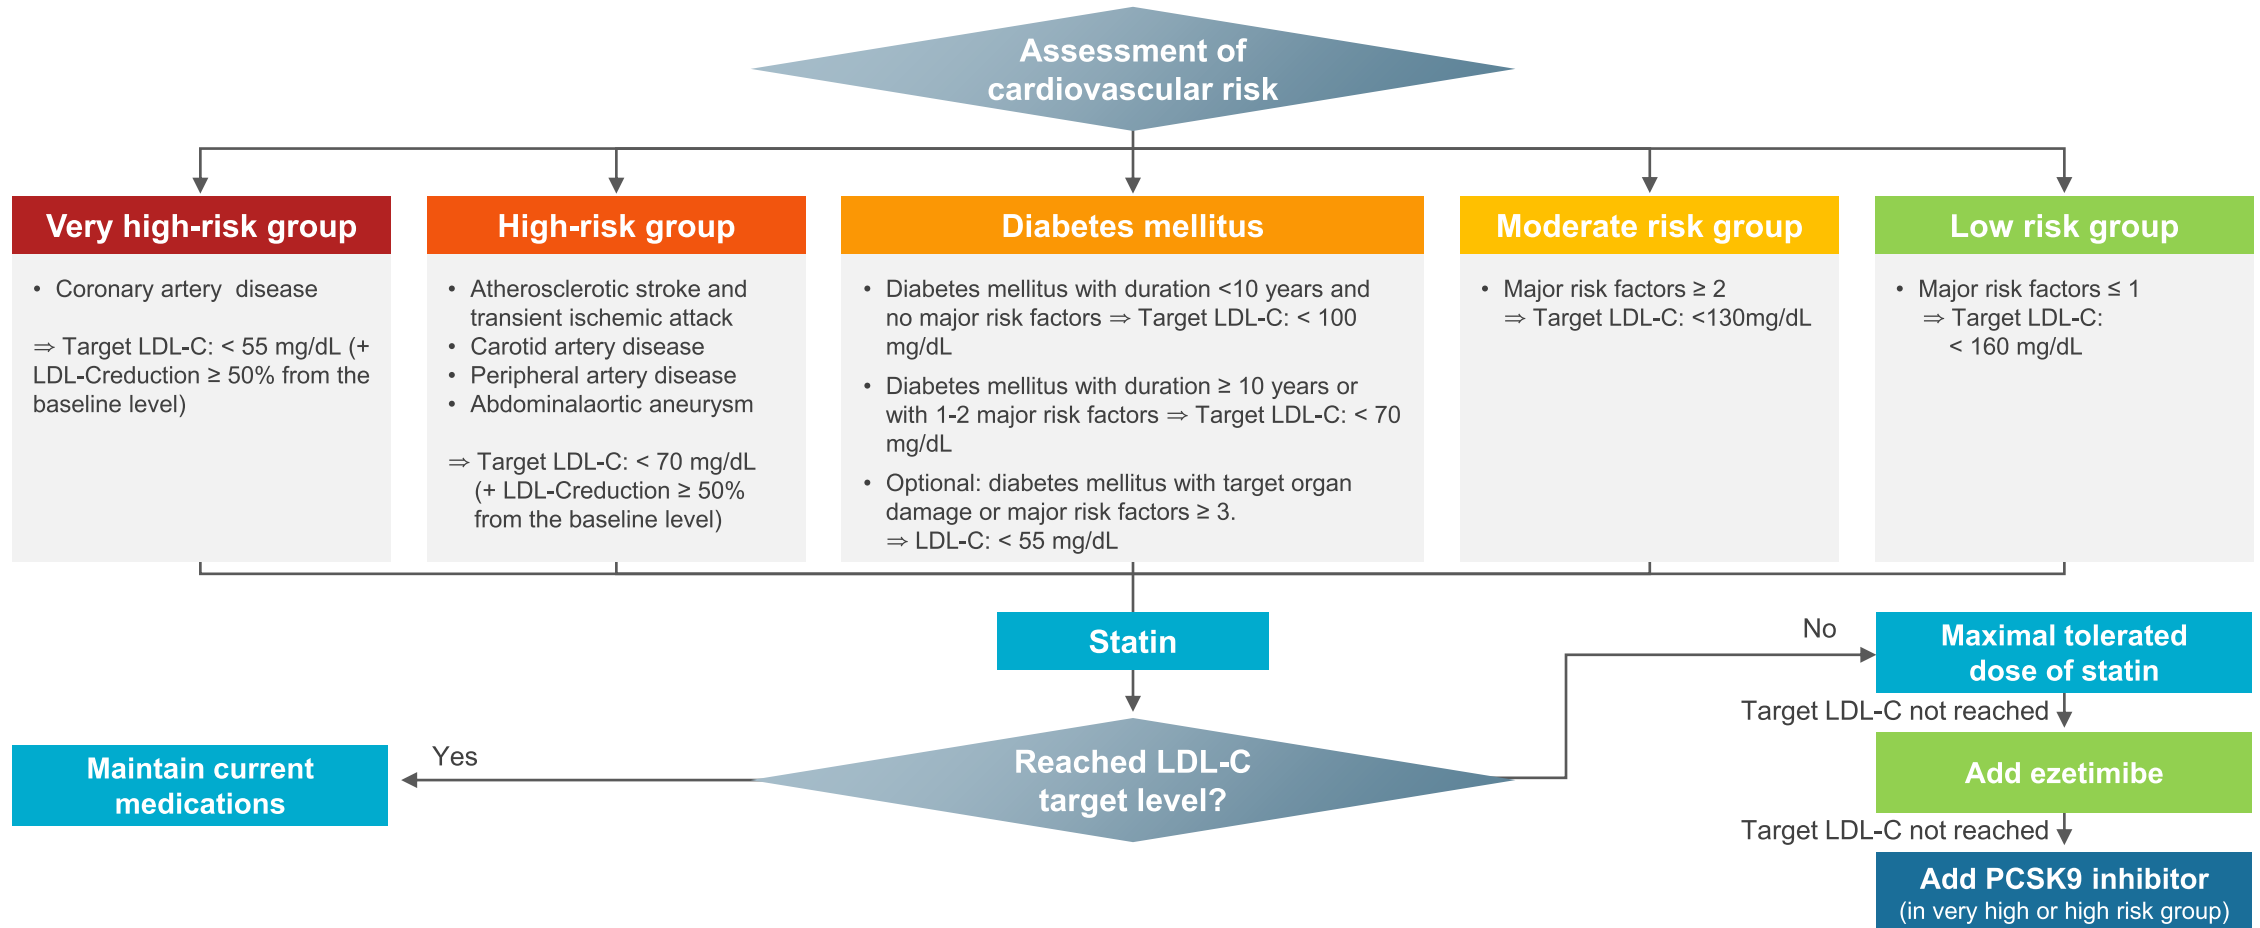 Assessment of
cardiovascular risk
Very high-risk group
• Coronary artery disease
⇒ Target LDL-C: < 55 mg/dL (+
LDL-Creduction ≥ 50% from the
baseline level)
High-risk group
• Atherosclerotic stroke and
transient ischemic attack
• Carotid artery disease
• Peripheral artery disease
• Abdominalaortic aneurysm
⇒ Target LDL-C: < 70 mg/dL
(+ LDL-Creduction ≥ 50%
from the baseline level)
Diabetes mellitus
• Diabetes mellitus with duration <10 years and
no major risk factors ⇒ Target LDL-C: < 100
mg/dL
• Diabetes mellitus with duration ≥ 10 years or
with 1-2 major risk factors ⇒ Target LDL-C: < 70
mg/dL
• Optional: diabetes mellitus with target organ
damage or major risk factors ≥ 3.
⇒ LDL-C: < 55 mg/dL
Moderate risk group
• Major risk factors ≥ 2
⇒ Target LDL-C: <130mg/dL
Low risk group
• Major risk factors ≤ 1
⇒ Target LDL-C:
< 160 mg/dL
Statin
Reached LDL-C
target level?
Yes
Maintain current
medications
No
Maximal tolerated
dose of statin
Target LDL-C not reached
Add ezetimibe
Target LDL-C not reached
Add PCSK9 inhibitor
(in very high or high risk group)